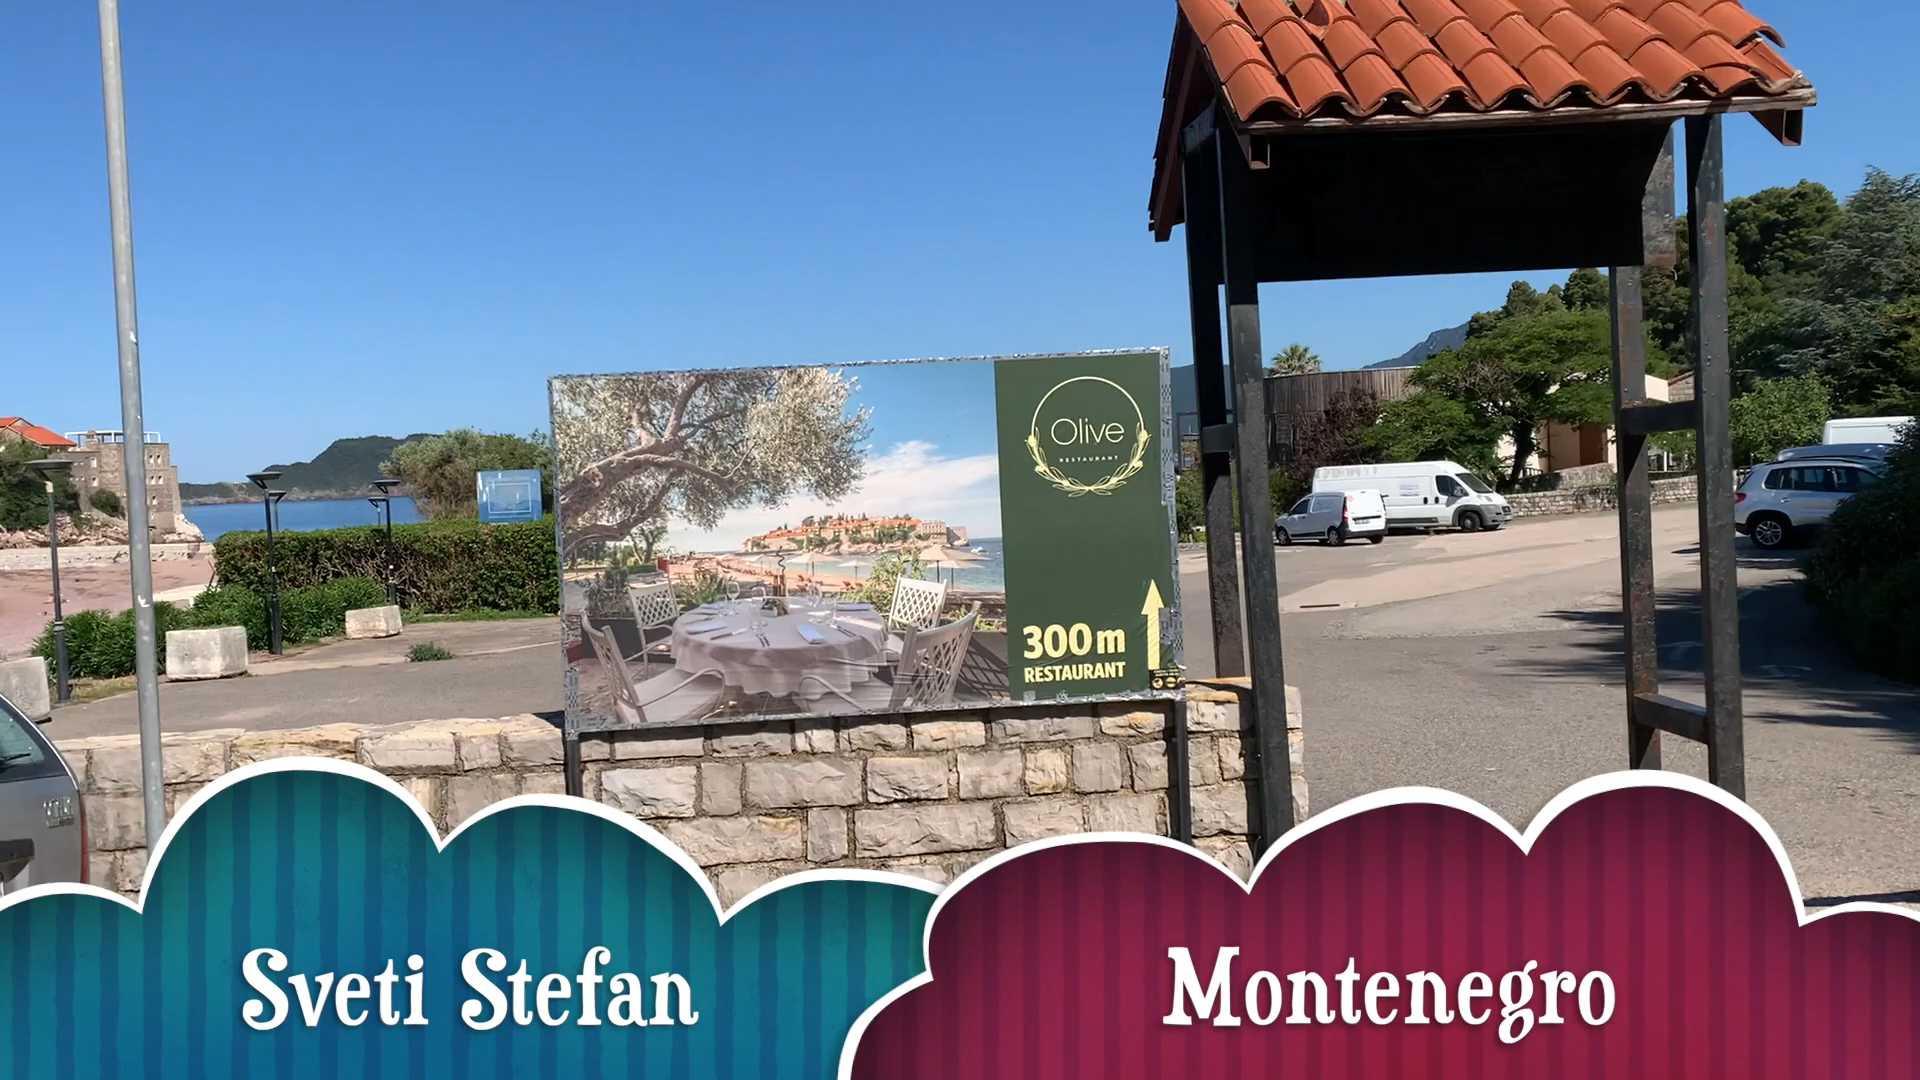 Olive
RESTAURANT
300m
RESTAURANT
Sveti Stefan
Montenegro